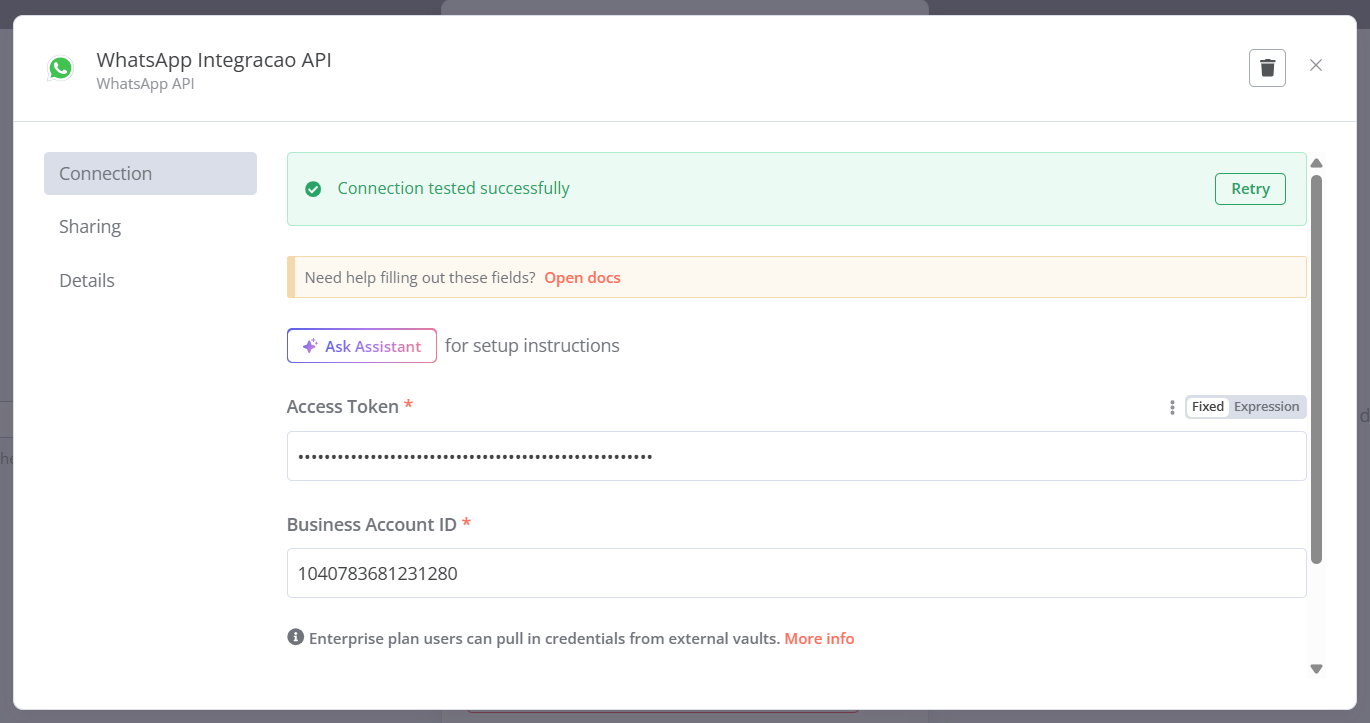 WhatsApp Integracao API
WhatsApp API
Connection
Sharing
Details
Connection tested successfully
Retry
Need help filling out these fields? Open docs
Ask Assistant for setup instructions
Access Token *
Fixed Expression
••••••••••••••••••••••••••••••••••••••••••••••••••••••
Business Account ID *
1040783681231280
Enterprise plan users can pull in credentials from external vaults. More info